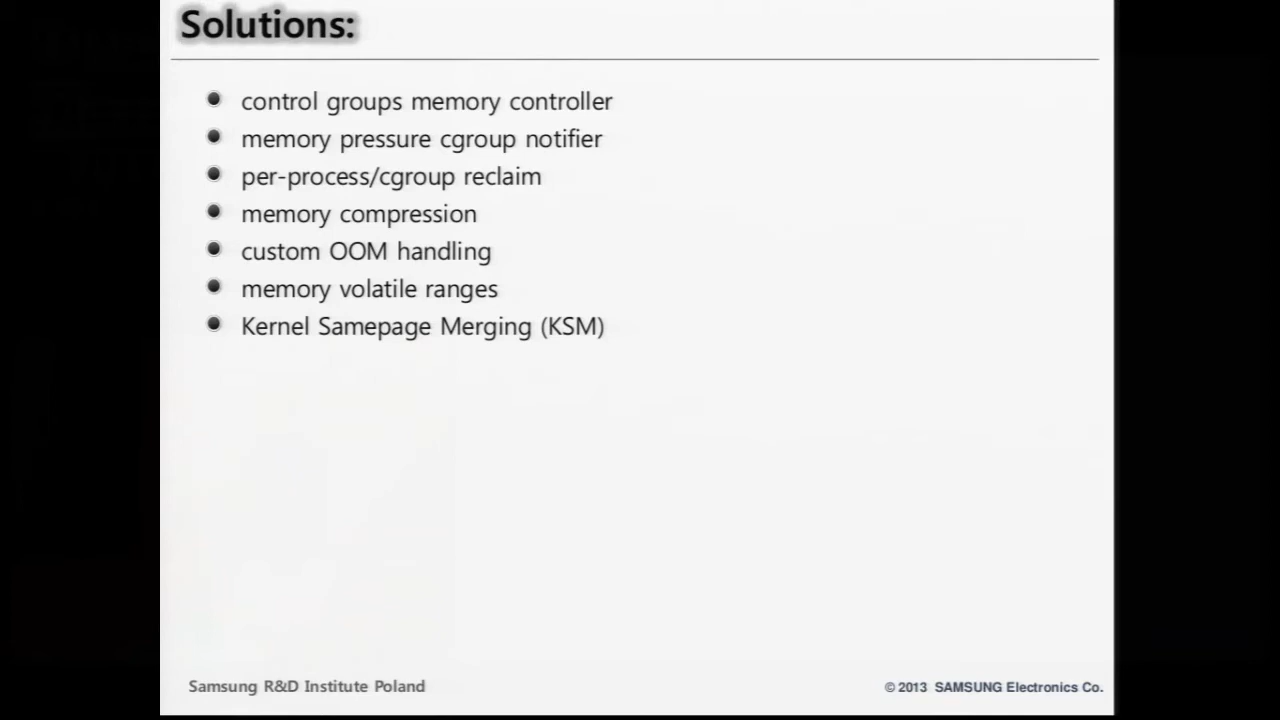 Solutions:
control groups memory controller
memory pressure cgroup notifier
per-process/cgroup reclaim
memory compression
custom OOM handling
memory volatile ranges
Kernel Samepage Merging (KSM)
Samsung R&D Institute Poland
© 2013 SAMSUNG Electronics Co.